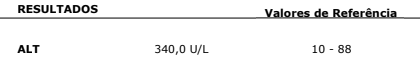 RESULTADOS Valores de Referência
ALT 340,0 U/L 10 - 88